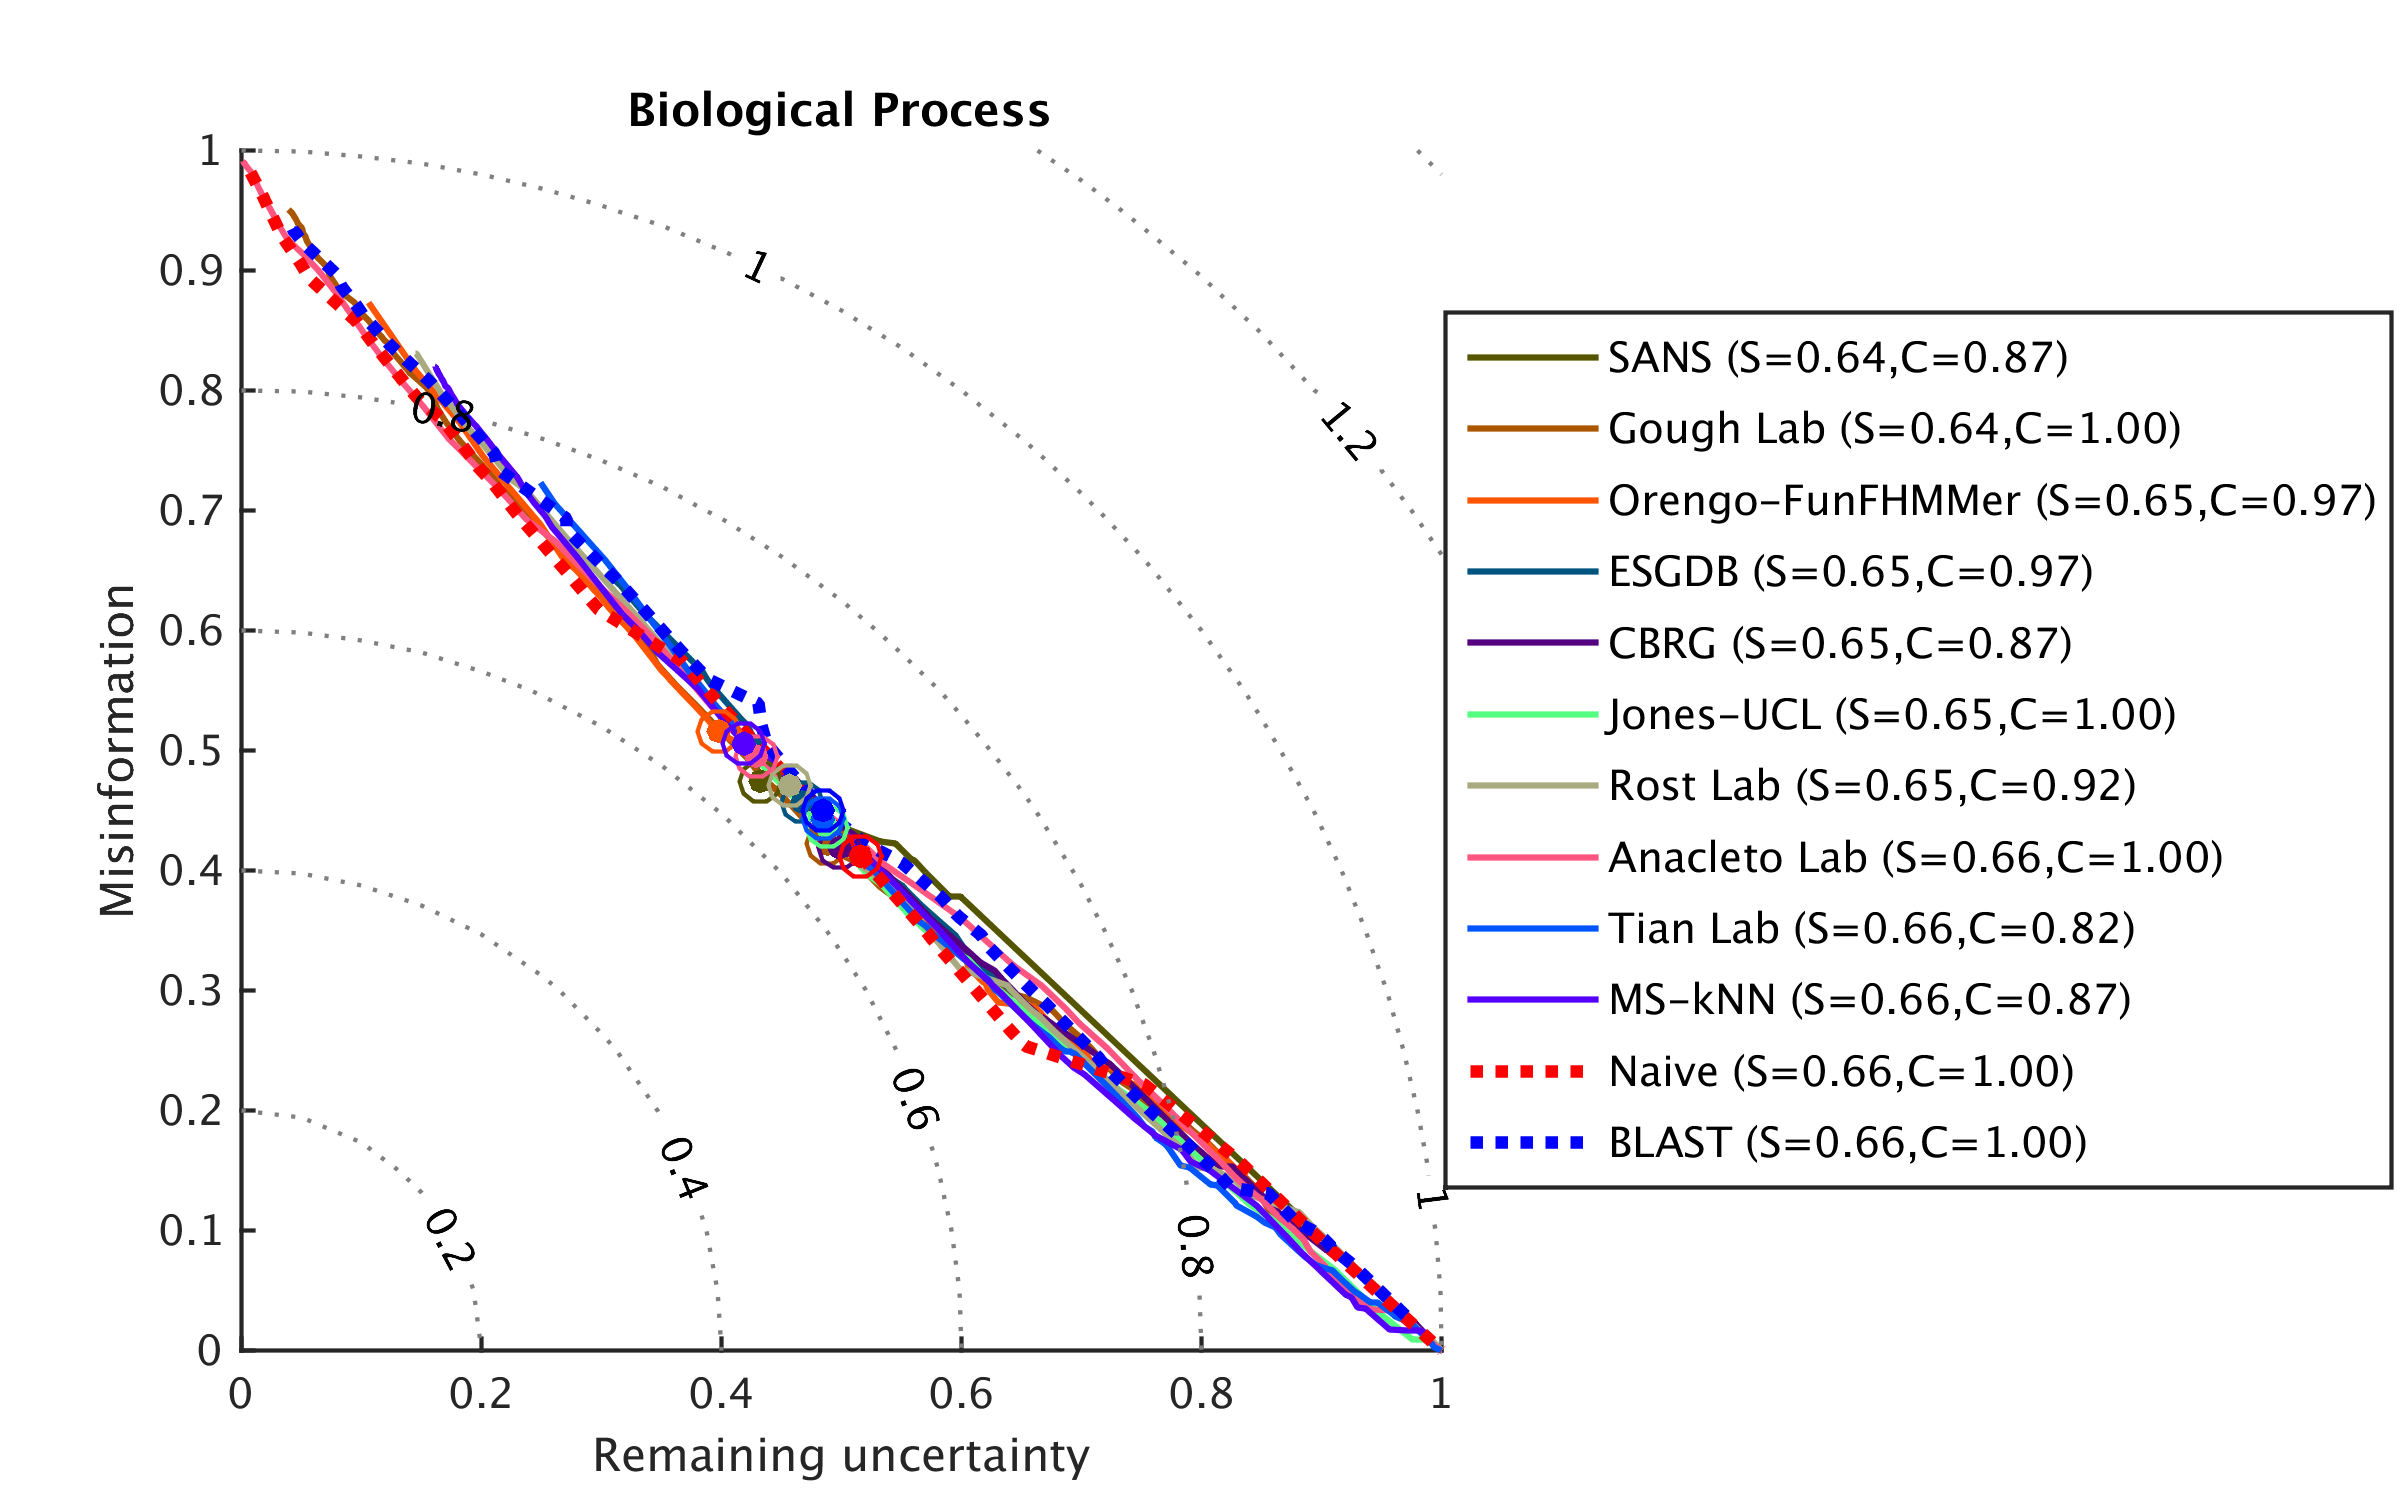 Biological Process
1
0.9
0.8
0.7
0.6
0.5
0.4
0.3
0.2
0.1
0
Misinformation
0
0.2
0.4
0.6
0.8
1
Remaining uncertainty
1
1.2
0.8
0.6
0.4
0.2
0.8
1
SANS (S=0.64,C=0.87)
Gough Lab (S=0.64,C=1.00)
Orengo-FunFHMMer (S=0.65,C=0.97)
ESGDB (S=0.65,C=0.97)
CBRG (S=0.65,C=0.87)
Jones-UCL (S=0.65,C=1.00)
Rost Lab (S=0.65,C=0.92)
Anacleto Lab (S=0.66,C=1.00)
Tian Lab (S=0.66,C=0.82)
MS-kNN (S=0.66,C=0.87)
Naive (S=0.66,C=1.00)
BLAST (S=0.66,C=1.00)